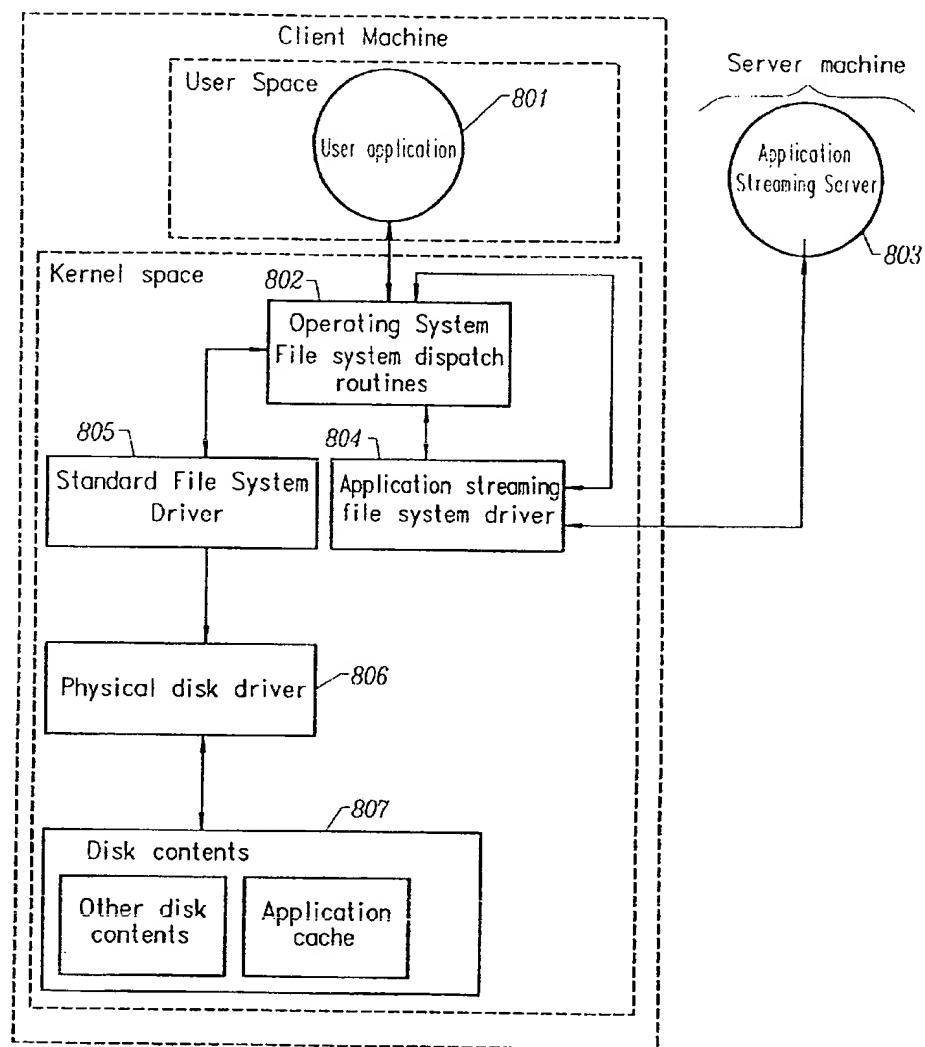 Client Machine
User Space
801
User application
Server machine
Application
Streaming Server
803
Kernel space
802
Operating System
File system dispatch
routines
805
Standard File System
Driver
804
Application streaming
file system driver
Physical disk driver
806
807
Disk contents
Other disk
contents
Application
cache